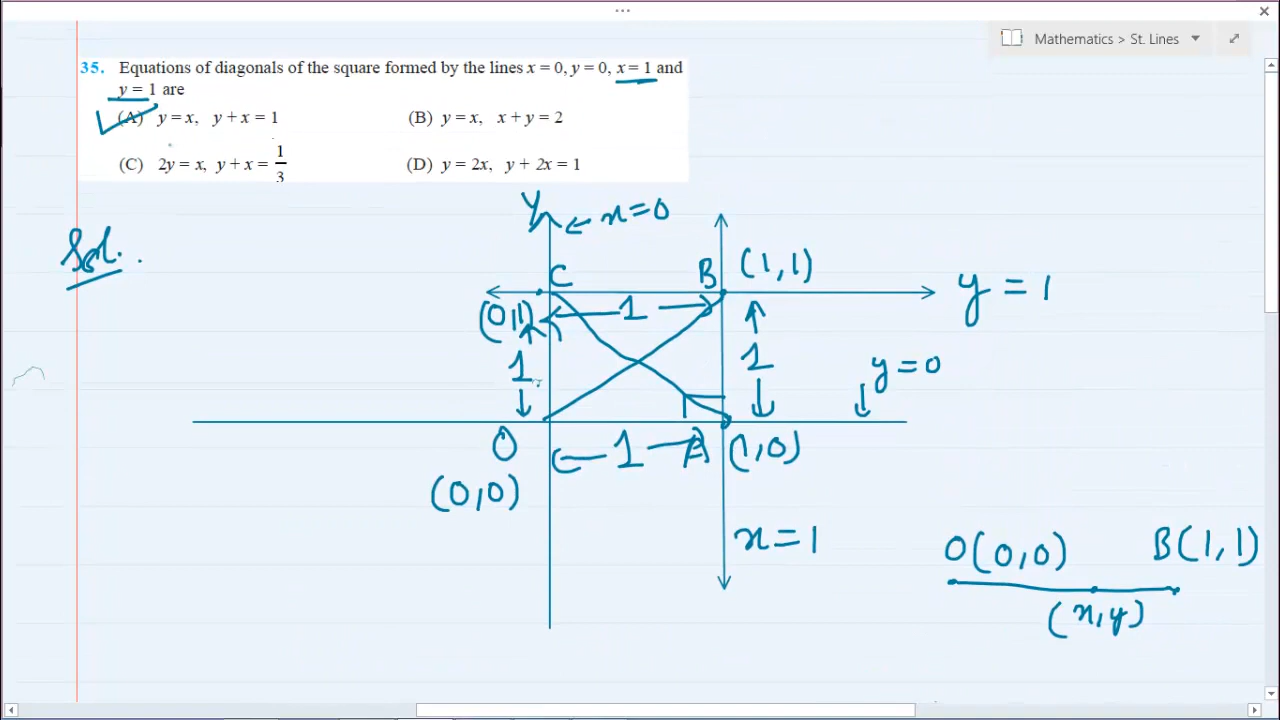 Mathematics > St. Lines
35. Equations of diagonals of the square formed by the lines x = 0, y = 0, x = 1 and
y = 1 are
(A) y = x, y + x = 1
(B) y = x, x + y = 2
(C) 2y = x, y + x = 1/3
(D) y = 2x, y + 2x = 1
Sol.
Y
x = 0
C
B
(1,1)
y = 1
(0,1)
1
1
1
y = 0
O
1
A
(1,0)
(0,0)
x = 1
O(0,0)
B(1,1)
(x,y)